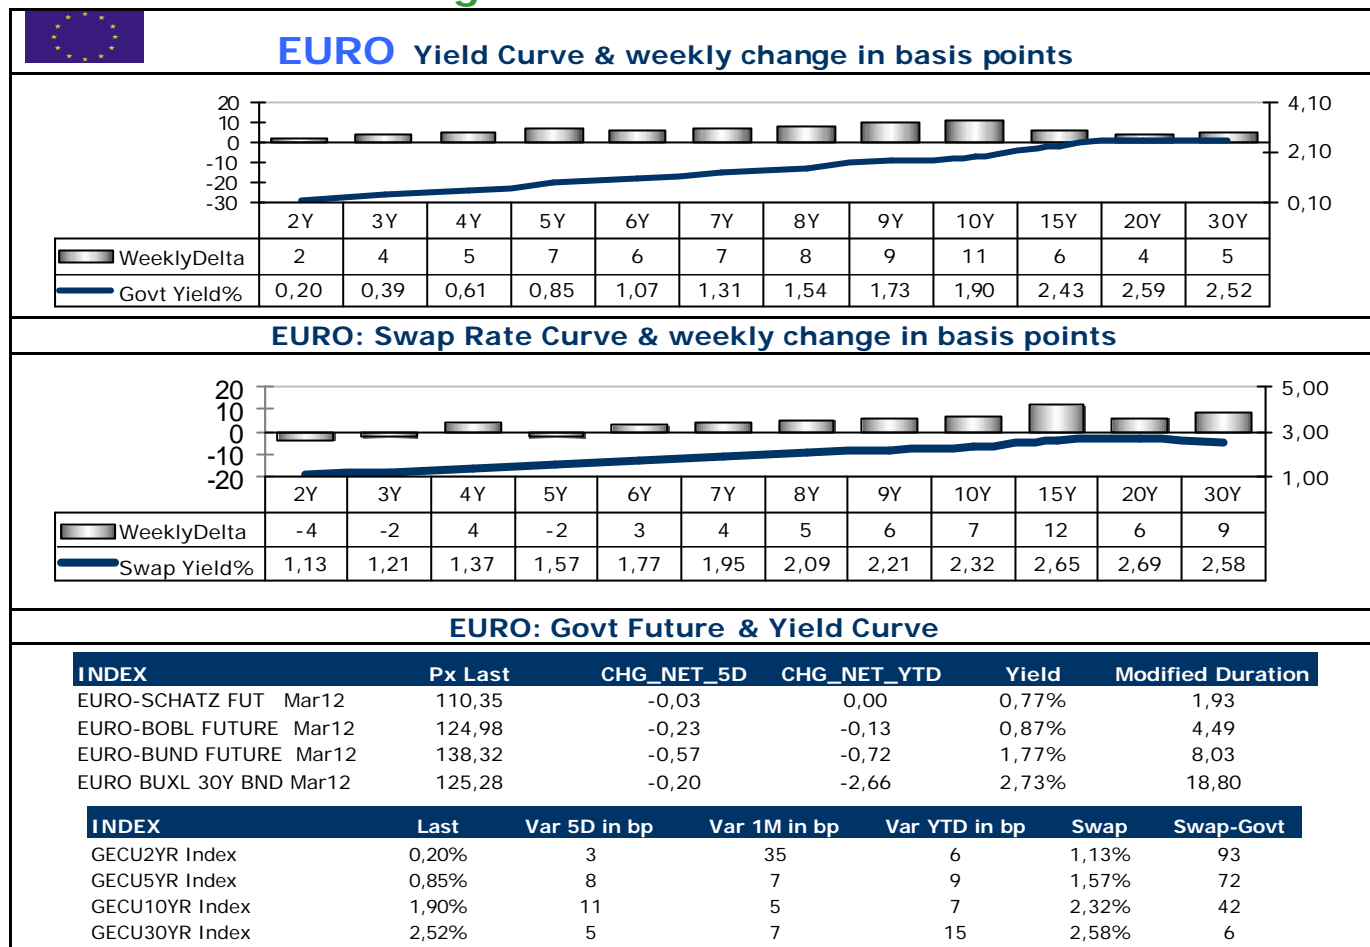 EURO Yield Curve & weekly change in basis points
20
10
0
-10
-20
-30
4,10
2,10
0,10
2Y 3Y 4Y 5Y 6Y 7Y 8Y 9Y 10Y 15Y 20Y 30Y
WeeklyDelta 2 4 5 7 6 7 8 9 11 6 4 5
Govt Yield% 0,20 0,39 0,61 0,85 1,07 1,31 1,54 1,73 1,90 2,43 2,59 2,52
EURO: Swap Rate Curve & weekly change in basis points
20
10
0
-10
-20
5,00
3,00
1,00
2Y 3Y 4Y 5Y 6Y 7Y 8Y 9Y 10Y 15Y 20Y 30Y
WeeklyDelta -4 -2 4 -2 3 4 5 6 7 12 6 9
Swap Yield% 1,13 1,21 1,37 1,57 1,77 1,95 2,09 2,21 2,32 2,65 2,69 2,58
EURO: Govt Future & Yield Curve
INDEX Px Last CHG_NET_5D CHG_NET_YTD Yield Modified Duration
EURO-SCHATZ FUT Mar12 110,35 -0,03 0,00 0,77% 1,93
EURO-BOBL FUTURE Mar12 124,98 -0,23 -0,13 0,87% 4,49
EURO-BUND FUTURE Mar12 138,32 -0,57 -0,72 1,77% 8,03
EURO BUXL 30Y BND Mar12 125,28 -0,20 -2,66 2,73% 18,80
INDEX Last Var 5D in bp Var 1M in bp Var YTD in bp Swap Swap-Govt
GECU2YR Index 0,20% 3 35 6 1,13% 93
GECU5YR Index 0,85% 8 7 9 1,57% 72
GECU10YR Index 1,90% 11 5 7 2,32% 42
GECU30YR Index 2,52% 5 7 15 2,58% 6